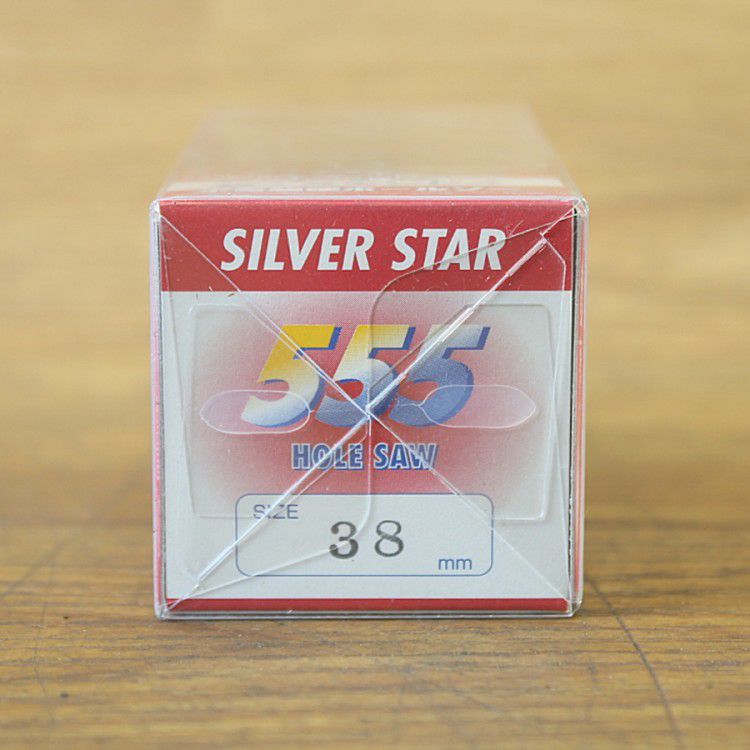 SILVER STAR
555
HOLE SAW
SIZE
38
mm